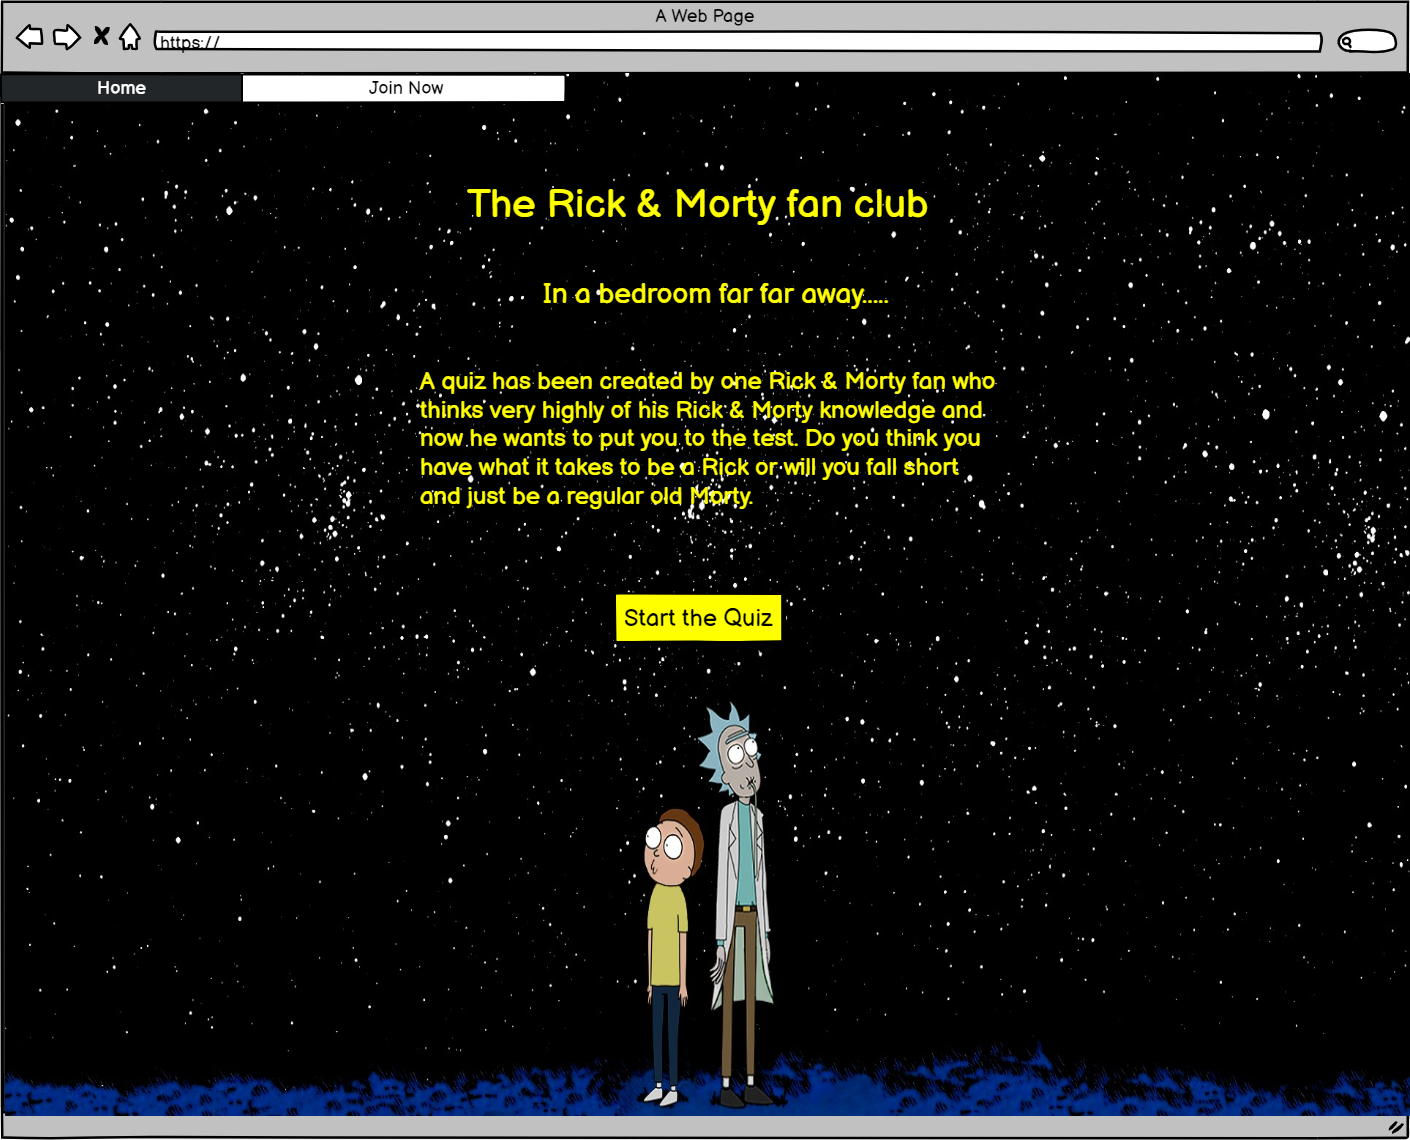 A Web Page
https://
Home
Join Now
The Rick & Morty fan club
In a bedroom far far away.....
A quiz has been created by one Rick & Morty fan who
thinks very highly of his Rick & Morty knowledge and
now he wants to put you to the test. Do you think you
have what it takes to be a Rick or will you fall short
and just be a regular old Morty.
Start the Quiz